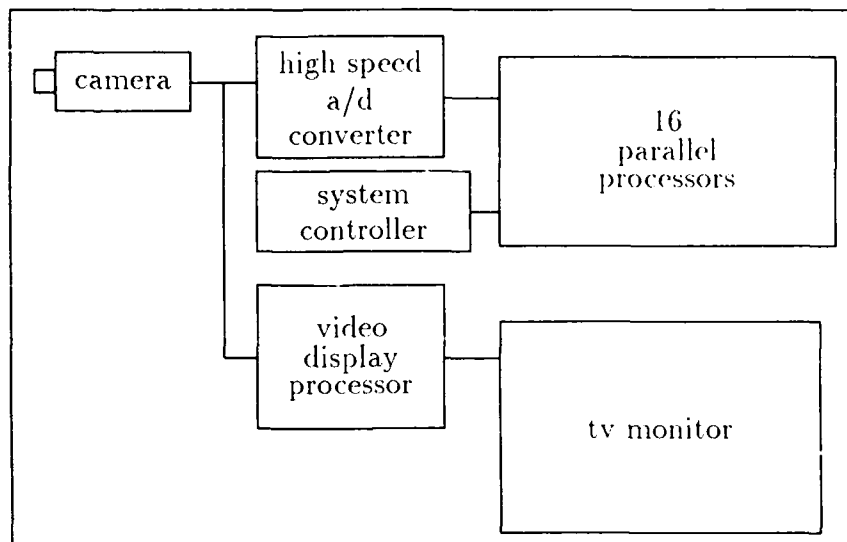 camera
high speed
a/d
converter
16
parallel
processors
system
controller
video
display
processor
tv monitor